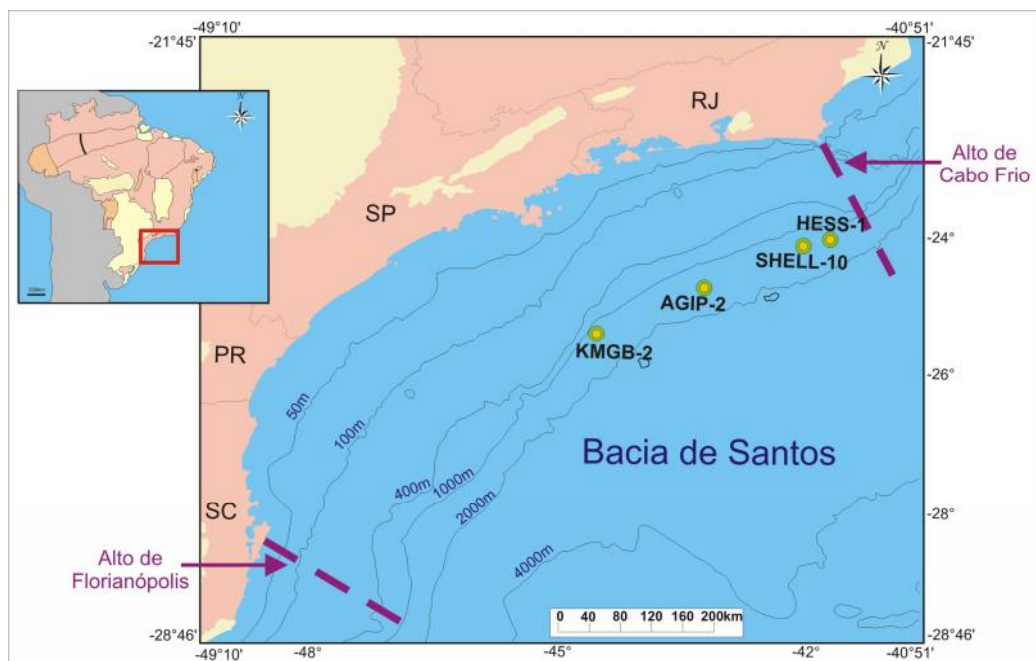 -49°10'
-40°51'
-21°45'
-21°45'
N
RJ
Alto de
Cabo Frio
SP
HESS-1
-24°
SHELL-10
AGIP-2
KMGB-2
PR
-26°
50m
100m
Bacia de Santos
400m
1000m
2000m
SC
-28°
Alto de
Florianópolis
4000m
0 40 80 120 160 200km
-28°46'
-28°46'
-49°10'
-48°
-45°
-42°
-40°51'
N